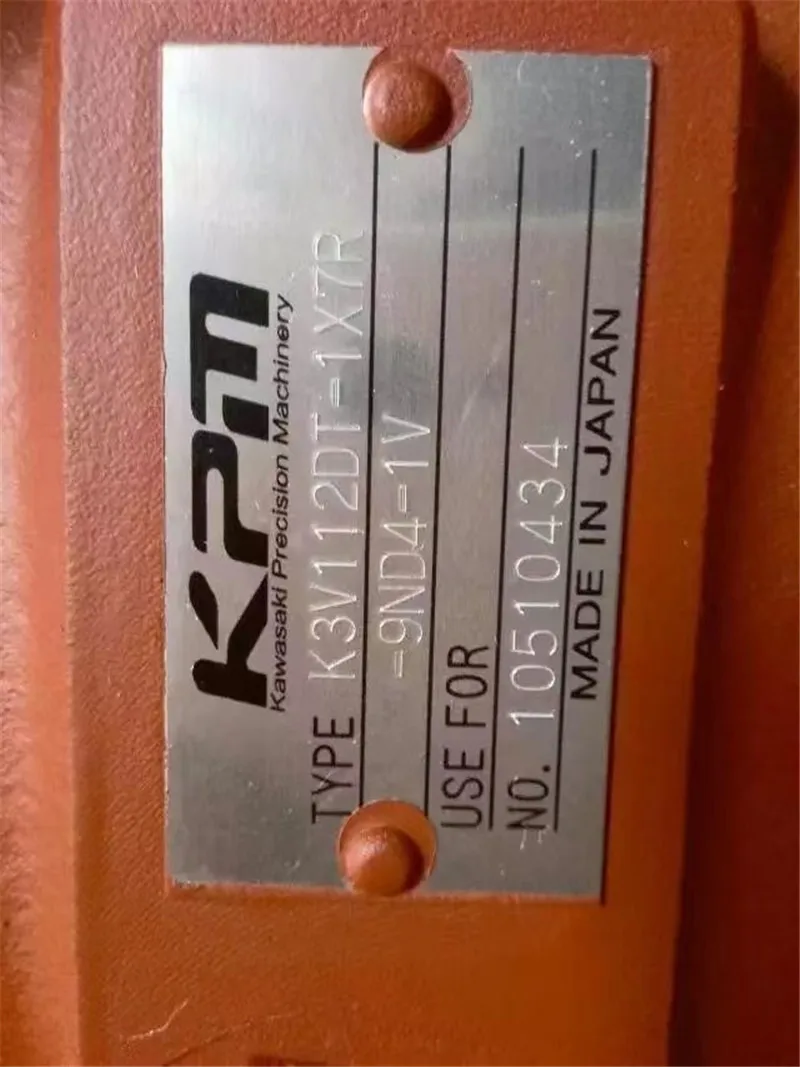 KPM
Kawasaki Precision Machinery
TYPE K3V112DT-1X7R
-9ND4-1V
USE FOR
NO. 10510434
MADE IN JAPAN